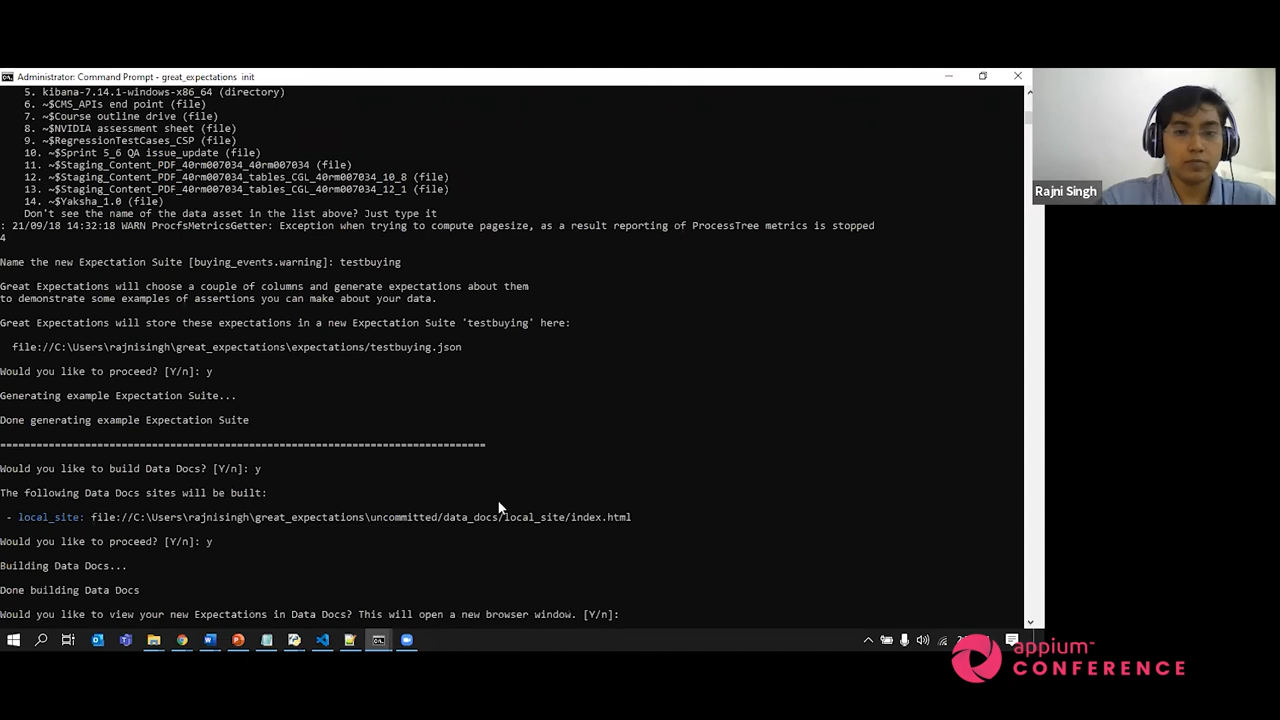 Administrator: Command Prompt - great_expectations init
5. kibana-7.14.1-windows-x86_64 (directory)
6. ~$CMS_APIs end point (file)
7. ~$Course outline drive (file)
8. ~$NVIDIA assessment sheet (file)
9. ~$RegressionTestCases_CSP (file)
10. ~$Sprint 5_6 QA issue_update (file)
11. ~$Staging_Content_PDF_40rm007034_40rm007034 (file)
12. ~$Staging_Content_PDF_40rm007034_tables_CGL_40rm007034_10_8 (file)
13. ~$Staging_Content_PDF_40rm007034_tables_CGL_40rm007034_12_1 (file)
14. ~$Yaksha_1.0 (file)
Don't see the name of the data asset in the list above? Just type it
: 21/09/18 14:32:18 WARN ProcfsMetricsGetter: Exception when trying to compute pagesize, as a result reporting of ProcessTree metrics is stopped
4
Name the new Expectation Suite [buying_events.warning]: testbuying
Great Expectations will choose a couple of columns and generate expectations about them
to demonstrate some examples of assertions you can make about your data.
Great Expectations will store these expectations in a new Expectation Suite 'testbuying' here:
file://C:\Users\rajnisingh\great_expectations\expectations/testbuying.json
Would you like to proceed? [Y/n]: y
Generating example Expectation Suite...
Done generating example Expectation Suite
================================================================================
Would you like to build Data Docs? [Y/n]: y
The following Data Docs sites will be built:
- local_site: file://C:\Users\rajnisingh\great_expectations\uncommitted/data_docs/local_site/index.html
Would you like to proceed? [Y/n]: y
Building Data Docs...
Done building Data Docs
Would you like to view your new Expectations in Data Docs? This will open a new browser window. [Y/n]:
Rajni Singh
appium™
CONFERENCE